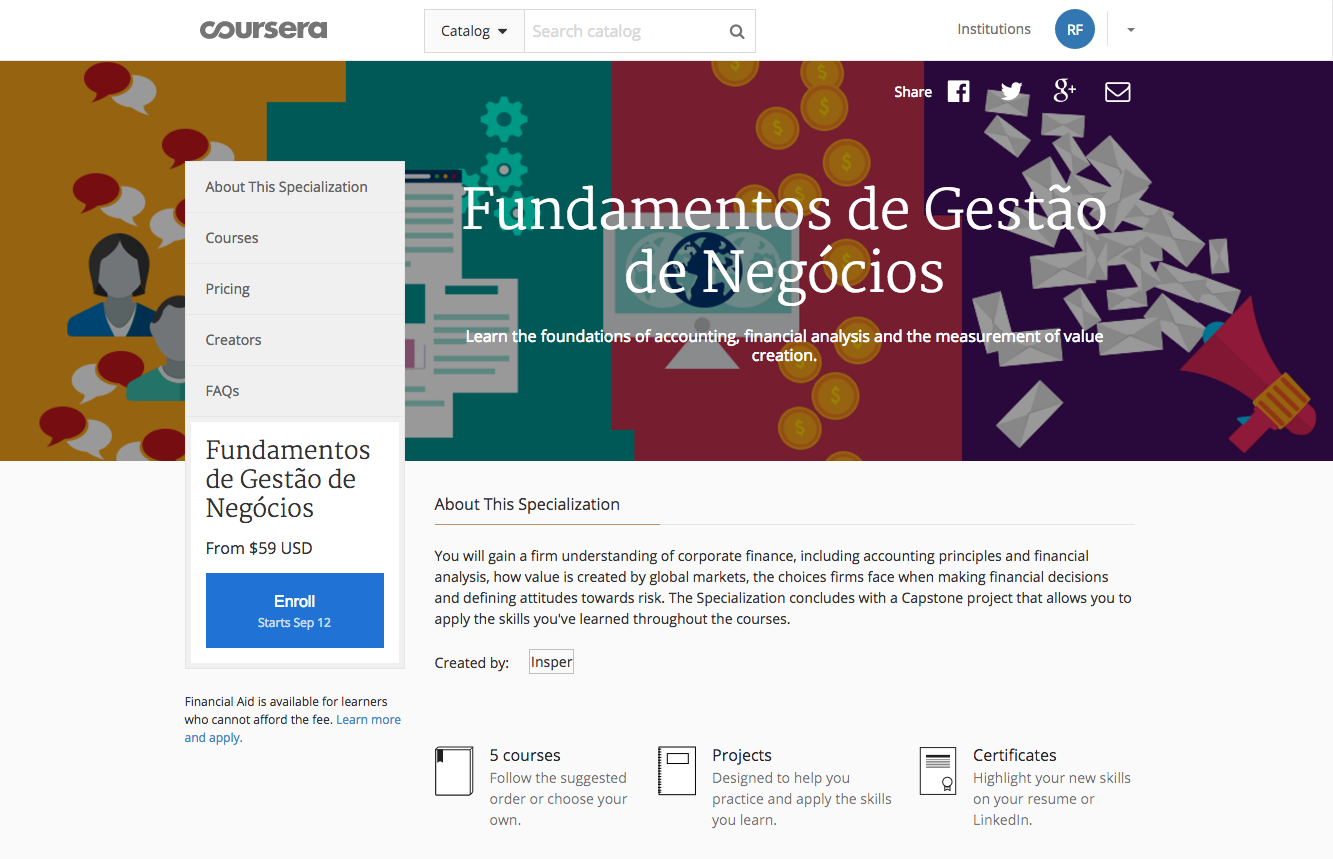 coursera
Catalog
Search catalog
Institutions
RF
Share
About This Specialization
Courses
Pricing
Creators
FAQs
Fundamentos de Gestão
de Negócios
Learn the foundations of accounting, financial analysis and the measurement of value
creation.
Fundamentos
de Gestão de
Negócios
From $59 USD
Enroll
Starts Sep 12
Financial Aid is available for learners
who cannot afford the fee. Learn more
and apply.
About This Specialization
You will gain a firm understanding of corporate finance, including accounting principles and financial
analysis, how value is created by global markets, the choices firms face when making financial decisions
and defining attitudes towards risk. The Specialization concludes with a Capstone project that allows you to
apply the skills you've learned throughout the courses.
Created by: Insper
5 courses
Follow the suggested
order or choose your
own.
Projects
Designed to help you
practice and apply the skills
you learn.
Certificates
Highlight your new skills
on your resume or
LinkedIn.